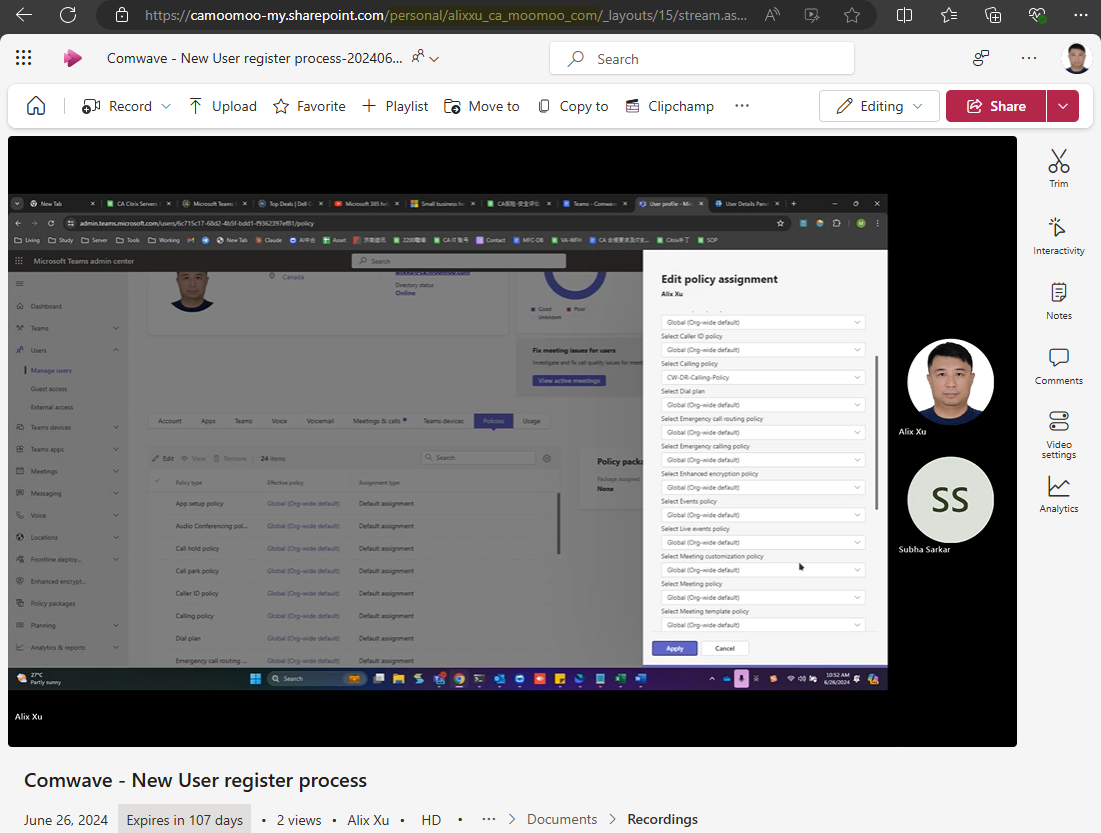 https://camoomoo-my.sharepoint.com/personal/alixxu_ca_moomoo_com/_layouts/15/stream.as...
Comwave - New User register process-202406...
Search
Record
Upload
Favorite
Playlist
Move to
Copy to
Clipchamp
Editing
Share
New Tab
CA Citrix Servers
Microsoft Teams
Top Deals | Dell C
Microsoft 365
Small business
Teams - Comwa
User profile - Mi
User Details Panel
admin.teams.microsoft.com/users/6c715c17-68d2-4b5f-bdd1-f9362397ef81/policy
Living
Study
Server
Tools
Working
New Tab
Claude
AI中台
Asset
CA IT账号
Contact
MFC-OB
VA-WFH
SOP
Microsoft Teams admin center
Search
Canada
Directory status
Online
Good
Poor
Unknown
Dashboard
Teams
Users
Manage users
Guest access
External access
Teams devices
Teams apps
Meetings
Messaging
Voice
Locations
Frontline deploy...
Enhanced encrypt...
Policy packages
Planning
Analytics & reports
Fix meeting issues for users
Investigate and fix call quality issues for meet
View active meetings
Account
Apps
Teams
Voice
Voicemail
Meetings & calls
Teams devices
Policies
Usage
Edit
View
Remove
24 items
Search
Policy packa
Package assigned
None
Policy type
Effective policy
Assignment type
App setup policy
Global (Org-wide default)
Default assignment
Audio Conferencing pol...
Global (Org-wide default)
Default assignment
Call hold policy
Global (Org-wide default)
Default assignment
Call park policy
Global (Org-wide default)
Default assignment
Caller ID policy
Global (Org-wide default)
Default assignment
Calling policy
Global (Org-wide default)
Default assignment
Dial plan
Global (Org-wide default)
Default assignment
Emergency call routing ...
Global (Org-wide default)
Default assignment
Edit policy assignment
Alix Xu
Global (Org-wide default)
Select Caller ID policy
Global (Org-wide default)
Select Calling policy
CW-DR-Calling-Policy
Select Dial plan
Global (Org-wide default)
Select Emergency call routing policy
Global (Org-wide default)
Select Emergency calling policy
Global (Org-wide default)
Select Enhanced encryption policy
Global (Org-wide default)
Select Events policy
Global (Org-wide default)
Select Live events policy
Global (Org-wide default)
Select Meeting customization policy
Global (Org-wide default)
Select Meeting policy
Global (Org-wide default)
Select Meeting template policy
Global (Org-wide default)
Apply
Cancel
27°C
Partly sunny
Search
10:52 AM
6/26/2024
Alix Xu
SS
Subha Sarkar
Alix Xu
Trim
Interactivity
Notes
Comments
Video
settings
Analytics
Comwave - New User register process
June 26, 2024
Expires in 107 days
• 2 views • Alix Xu • HD • ··· > Documents > Recordings